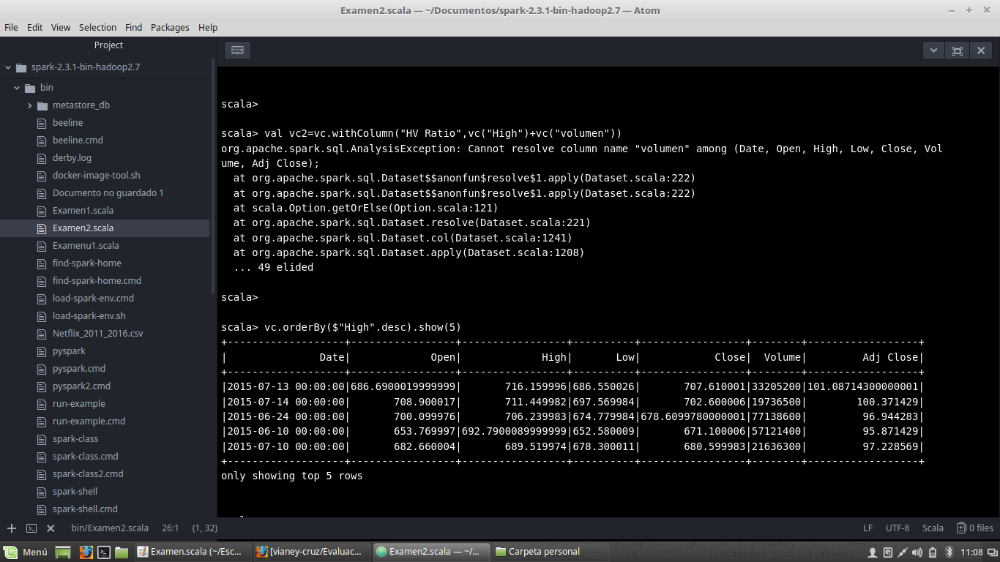 Examen2.scala — ~/Documentos/spark-2.3.1-bin-hadoop2.7 — Atom
File Edit View Selection Find Packages Help
Project
spark-2.3.1-bin-hadoop2.7
bin
metastore_db
beeline
beeline.cmd
derby.log
docker-image-tool.sh
Documento no guardado 1
Examen1.scala
Examen2.scala
Examenu1.scala
find-spark-home
find-spark-home.cmd
load-spark-env.cmd
load-spark-env.sh
Netflix_2011_2016.csv
pyspark
pyspark.cmd
pyspark2.cmd
run-example
run-example.cmd
spark-class
spark-class.cmd
spark-class2.cmd
spark-shell
spark-shell.cmd
scala>
scala> val vc2=vc.withColumn("HV Ratio",vc("High")+vc("volumen"))
org.apache.spark.sql.AnalysisException: Cannot resolve column name "volumen" among (Date, Open, High, Low, Close, Vol
ume, Adj Close);
  at org.apache.spark.sql.Dataset$$anonfun$resolve$1.apply(Dataset.scala:222)
  at org.apache.spark.sql.Dataset$$anonfun$resolve$1.apply(Dataset.scala:222)
  at scala.Option.getOrElse(Option.scala:121)
  at org.apache.spark.sql.Dataset.resolve(Dataset.scala:221)
  at org.apache.spark.sql.Dataset.col(Dataset.scala:1241)
  at org.apache.spark.sql.Dataset.apply(Dataset.scala:1208)
  ... 49 elided
scala>
scala> vc.orderBy($"High".desc).show(5)
+-------------------+-----------------+-----------------+----------+-----------------+--------+------------------+
|               Date|             Open|             High|       Low|            Close|  Volume|         Adj Close|
+-------------------+-----------------+-----------------+----------+-----------------+--------+------------------+
|2015-07-13 00:00:00|686.6900019999999|       716.159996|686.550026|       707.610001|33205200|101.08714300000001|
|2015-07-14 00:00:00|       708.900017|       711.449982|697.569984|       702.600006|19736500|        100.371429|
|2015-06-24 00:00:00|       700.099976|       706.239983|674.779984|678.6099780000001|77138600|         96.944283|
|2015-06-10 00:00:00|       653.769997|692.7900089999999|652.580009|       671.100006|57121400|         95.871429|
|2015-07-10 00:00:00|       682.660004|       689.519974|678.300011|       680.599983|21636300|         97.228569|
+-------------------+-----------------+-----------------+----------+-----------------+--------+------------------+
only showing top 5 rows
bin/Examen2.scala 26:1 (1, 32) LF UTF-8 Scala 0 files
Menú Examen.scala (~/Esc... [vianey-cruz/Evaluac... Examen2.scala — ~/... Carpeta personal 11:08